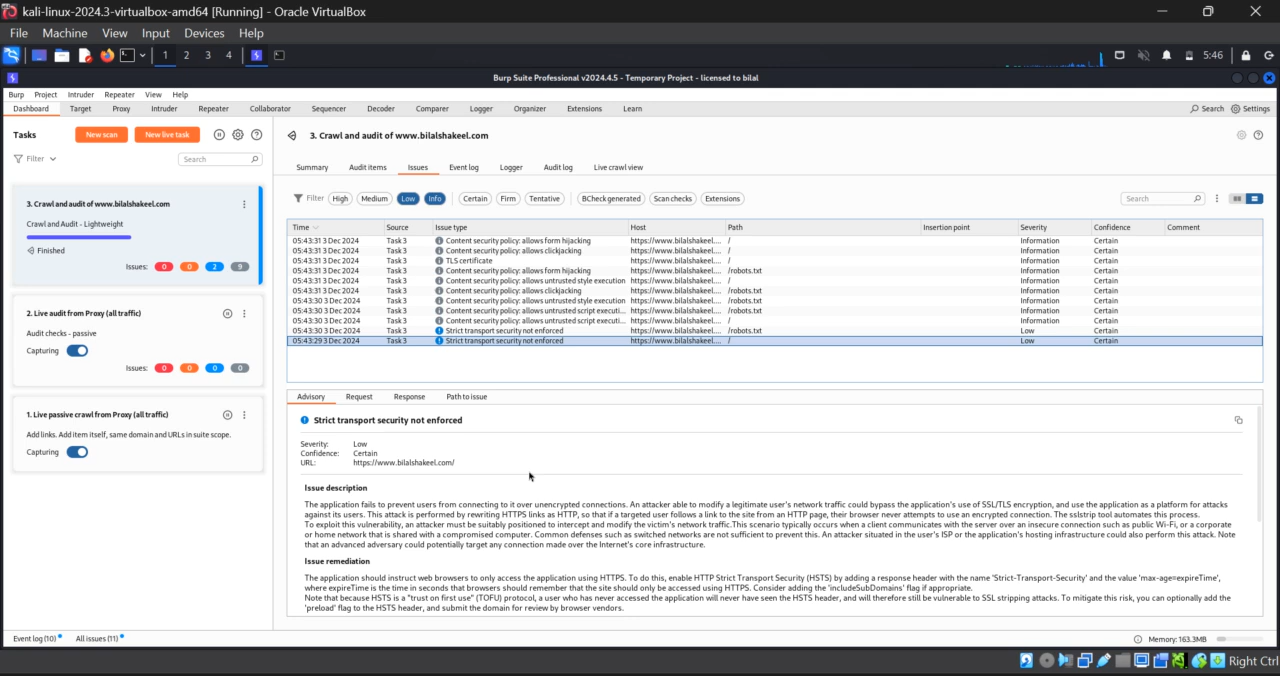 kali-linux-2024.3-virtualbox-amd64 [Running] - Oracle VirtualBox
File Machine View Input Devices Help
1 2 3 4 5:46
Burp Suite Professional v2024.4.5 - Temporary Project - licensed to bilal
Burp Project Intruder Repeater View Help
Dashboard Target Proxy Intruder Repeater Collaborator Sequencer Decoder Comparer Logger Organizer Extensions Learn Search Settings
Tasks New scan New live task
Filter Search
3. Crawl and audit of www.bilalshakeel.com
Crawl and Audit - Lightweight
Finished
Issues: 0 0 2 9
2. Live audit from Proxy (all traffic)
Audit checks - passive
Capturing
Issues: 0 0 0 0
1. Live passive crawl from Proxy (all traffic)
Add links. Add item itself, same domain and URLs in suite scope.
Capturing
3. Crawl and audit of www.bilalshakeel.com
Summary Audit items Issues Event log Logger Audit log Live crawl view
Filter High Medium Low Info Certain Firm Tentative BCheck generated Scan checks Extensions Search
Time Source Issue type Host Path Insertion point Severity Confidence Comment
05:43:31 3 Dec 2024 Task 3 Content security policy: allows form hijacking https://www.bilalshakeel.... / Information Certain
05:43:31 3 Dec 2024 Task 3 Content security policy: allows clickjacking https://www.bilalshakeel.... / Information Certain
05:43:31 3 Dec 2024 Task 3 TLS certificate https://www.bilalshakeel.... / Information Certain
05:43:31 3 Dec 2024 Task 3 Content security policy: allows form hijacking https://www.bilalshakeel.... /robots.txt Information Certain
05:43:31 3 Dec 2024 Task 3 Content security policy: allows untrusted style execution https://www.bilalshakeel.... / Information Certain
05:43:31 3 Dec 2024 Task 3 Content security policy: allows clickjacking https://www.bilalshakeel.... /robots.txt Information Certain
05:43:30 3 Dec 2024 Task 3 Content security policy: allows untrusted style execution https://www.bilalshakeel.... /robots.txt Information Certain
05:43:30 3 Dec 2024 Task 3 Content security policy: allows untrusted script executi... https://www.bilalshakeel.... /robots.txt Information Certain
05:43:30 3 Dec 2024 Task 3 Content security policy: allows untrusted script executi... https://www.bilalshakeel.... / Information Certain
05:43:30 3 Dec 2024 Task 3 Strict transport security not enforced https://www.bilalshakeel.... /robots.txt Low Certain
05:43:29 3 Dec 2024 Task 3 Strict transport security not enforced https://www.bilalshakeel.... / Low Certain
Advisory Request Response Path to issue
Strict transport security not enforced
Severity: Low
Confidence: Certain
URL: https://www.bilalshakeel.com/
Issue description
The application fails to prevent users from connecting to it over unencrypted connections. An attacker able to modify a legitimate user's network traffic could bypass the application's use of SSL/TLS encryption, and use the application as a platform for attacks
against its users. This attack is performed by rewriting HTTPS links as HTTP, so that if a targeted user follows a link to the site from an HTTP page, their browser never attempts to use an encrypted connection. The sslstrip tool automates this process.
To exploit this vulnerability, an attacker must be suitably positioned to intercept and modify the victim's network traffic.This scenario typically occurs when a client communicates with the server over an insecure connection such as public Wi-Fi, or a corporate
or home network that is shared with a compromised computer. Common defenses such as switched networks are not sufficient to prevent this. An attacker situated in the user's ISP or the application's hosting infrastructure could also perform this attack. Note
that an advanced adversary could potentially target any connection made over the Internet's core infrastructure.
Issue remediation
The application should instruct web browsers to only access the application using HTTPS. To do this, enable HTTP Strict Transport Security (HSTS) by adding a response header with the name 'Strict-Transport-Security' and the value 'max-age=expireTime',
where expireTime is the time in seconds that browsers should remember that the site should only be accessed using HTTPS. Consider adding the 'includeSubDomains' flag if appropriate.
Note that because HSTS is a "trust on first use" (TOFU) protocol, a user who has never accessed the application will never have seen the HSTS header, and will therefore still be vulnerable to SSL stripping attacks. To mitigate this risk, you can optionally add the
'preload' flag to the HSTS header, and submit the domain for review by browser vendors.
Event log (10) All issues (11) Memory: 163.3MB
Right Ctrl